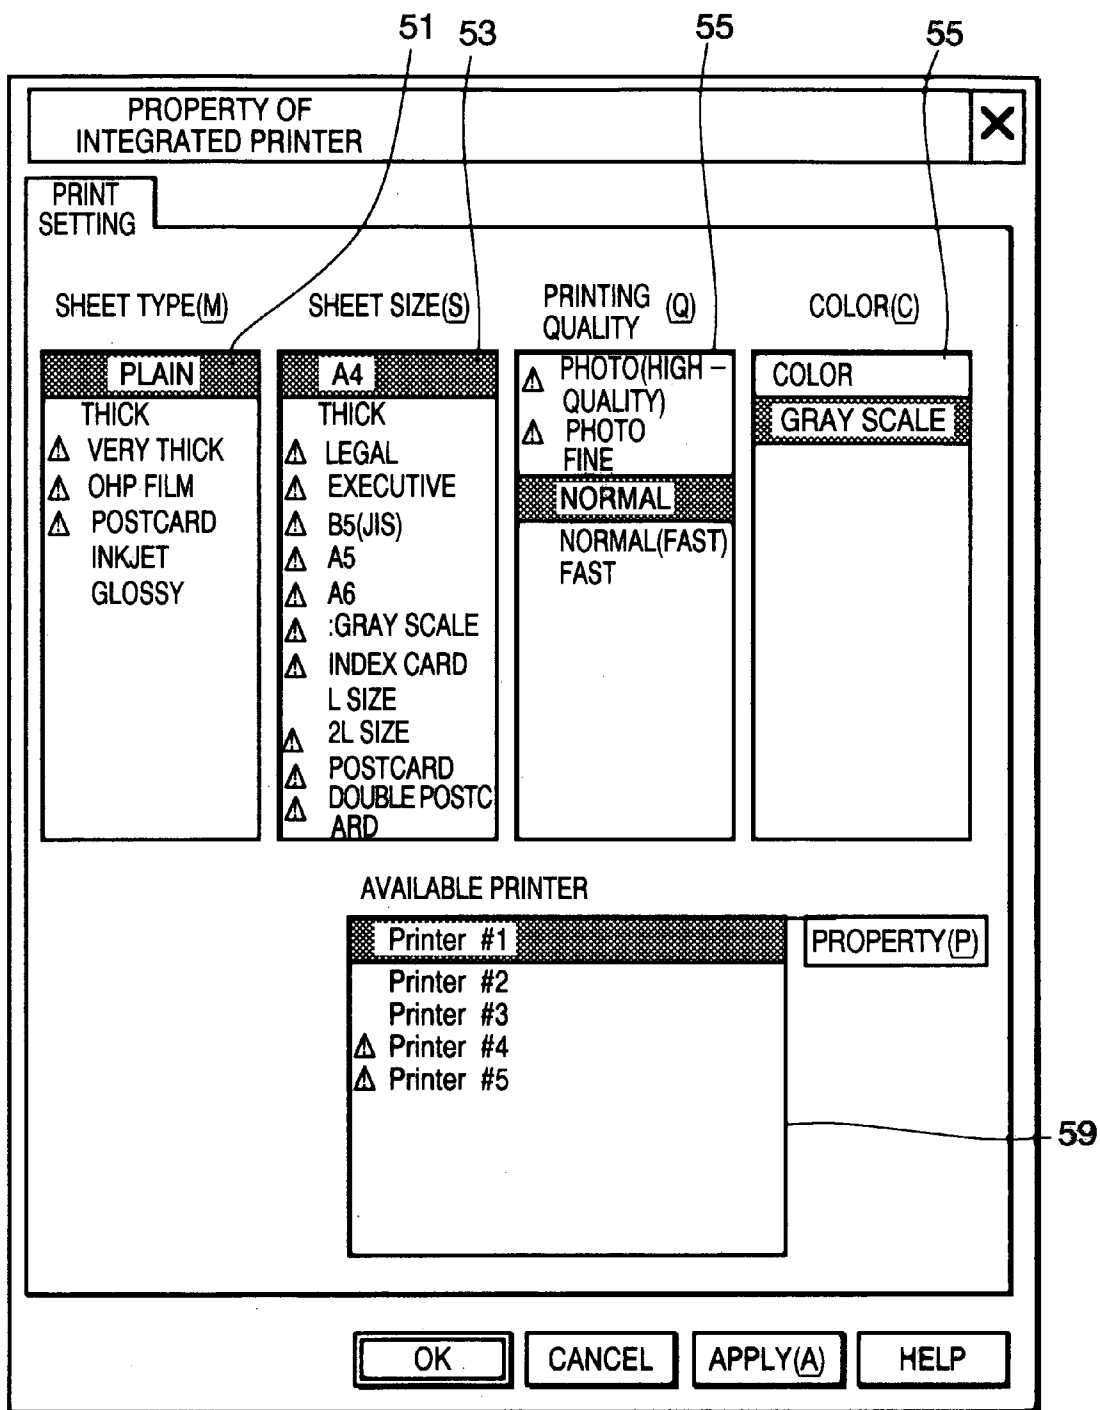 51 53 55 55
PROPERTY OF
INTEGRATED PRINTER
X
PRINT
SETTING
SHEET TYPE(M)
PLAIN
THICK
⚠ VERY THICK
⚠ OHP FILM
⚠ POSTCARD
INKJET
GLOSSY
SHEET SIZE(S)
A4
THICK
⚠ LEGAL
⚠ EXECUTIVE
⚠ B5(JIS)
⚠ A5
⚠ A6
⚠ :GRAY SCALE
⚠ INDEX CARD
L SIZE
⚠ 2L SIZE
⚠ POSTCARD
⚠ DOUBLE POSTC
ARD
PRINTING (Q)
QUALITY
⚠ PHOTO(HIGH –
QUALITY)
⚠ PHOTO
FINE
NORMAL
NORMAL(FAST)
FAST
COLOR(C)
COLOR
GRAY SCALE
AVAILABLE PRINTER
Printer #1
Printer #2
Printer #3
⚠ Printer #4
⚠ Printer #5
PROPERTY(P)
59
OK CANCEL APPLY(A) HELP